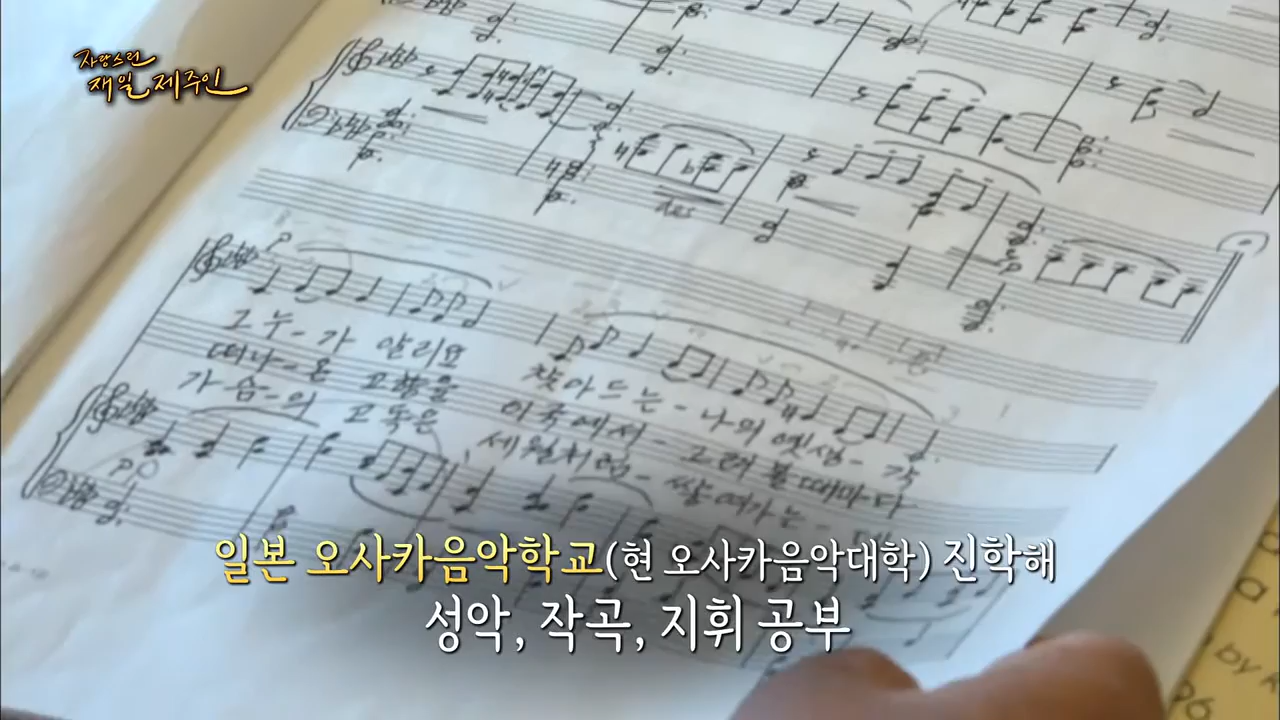 자랑스런
재일 제주인
des
p
그 누-가 알리요 찾아드는-나의 옛생-각
떠나-온 고향을 이국에서-그려 볼때마다
가슴-의 고독은 세월처럼-쌓여가는-
p
일본 오사카음악학교(현 오사카음악대학) 진학해
성악, 작곡, 지휘 공부
by